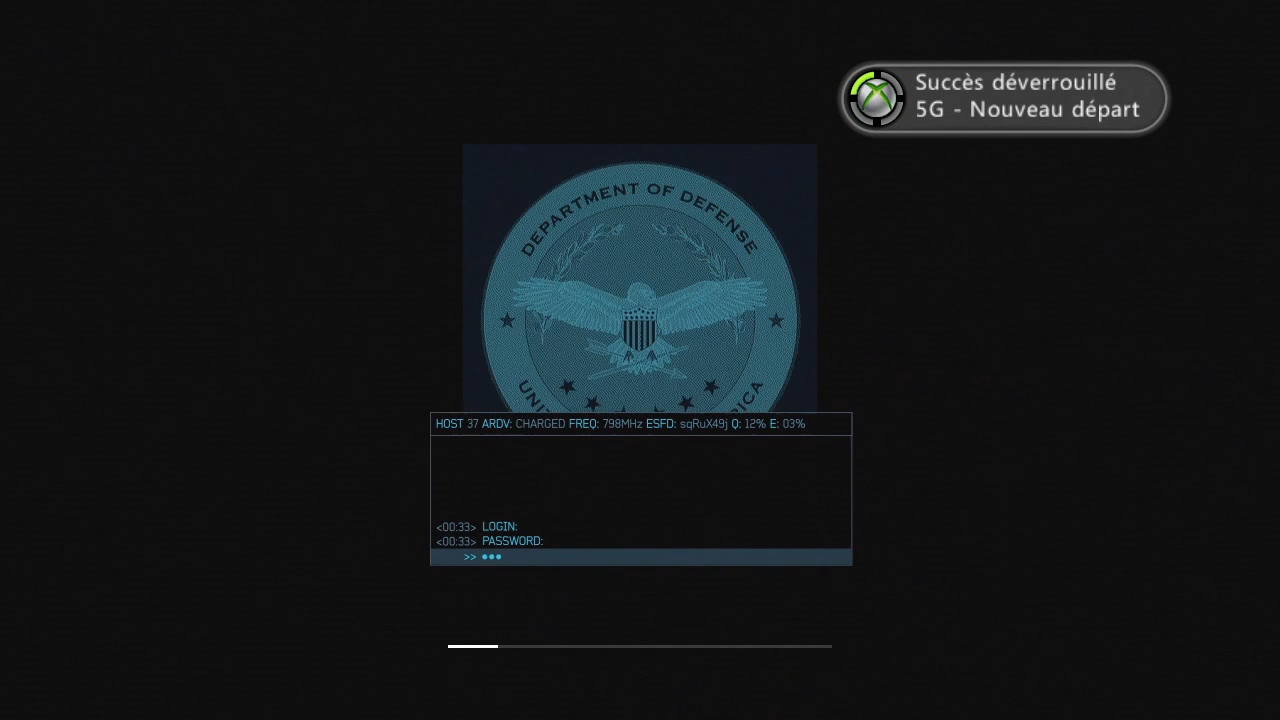 Succès déverrouillé
5G - Nouveau départ
DEPARTMENT OF DEFENSE
HOST 37 ARDV: CHARGED FREQ: 798MHz ESFD: sqRuX49j Q: 12% E: 03%
<00:33> LOGIN:
<00:33> PASSWORD:
>> •••